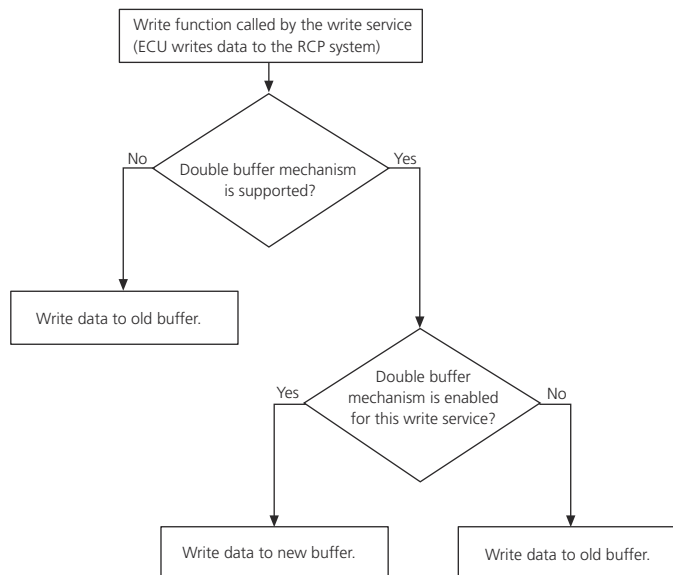 Write function called by the write service
(ECU writes data to the RCP system)
No
Yes
Double buffer mechanism
is supported?
Write data to old buffer.
Double buffer
mechanism is enabled
for this write service?
Yes
No
Write data to new buffer.
Write data to old buffer.